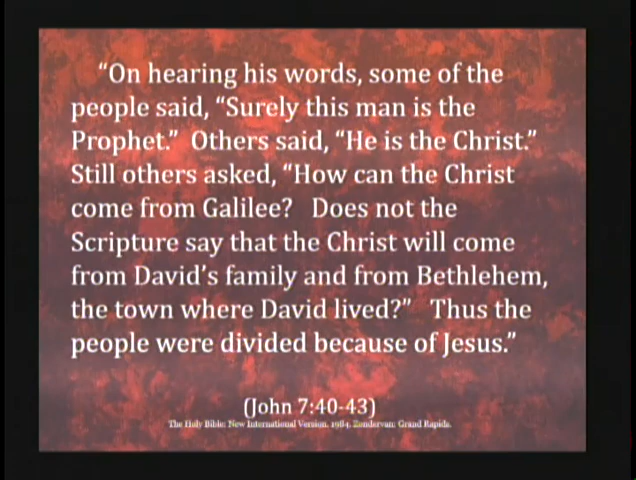 “On hearing his words, some of the
people said, “Surely this man is the
Prophet.” Others said, “He is the Christ.”
Still others asked, “How can the Christ
come from Galilee? Does not the
Scripture say that the Christ will come
from David’s family and from Bethlehem,
the town where David lived?” Thus the
people were divided because of Jesus.”
(John 7:40-43)
The Holy Bible: New International Version. 1984. Zondervan: Grand Rapids.